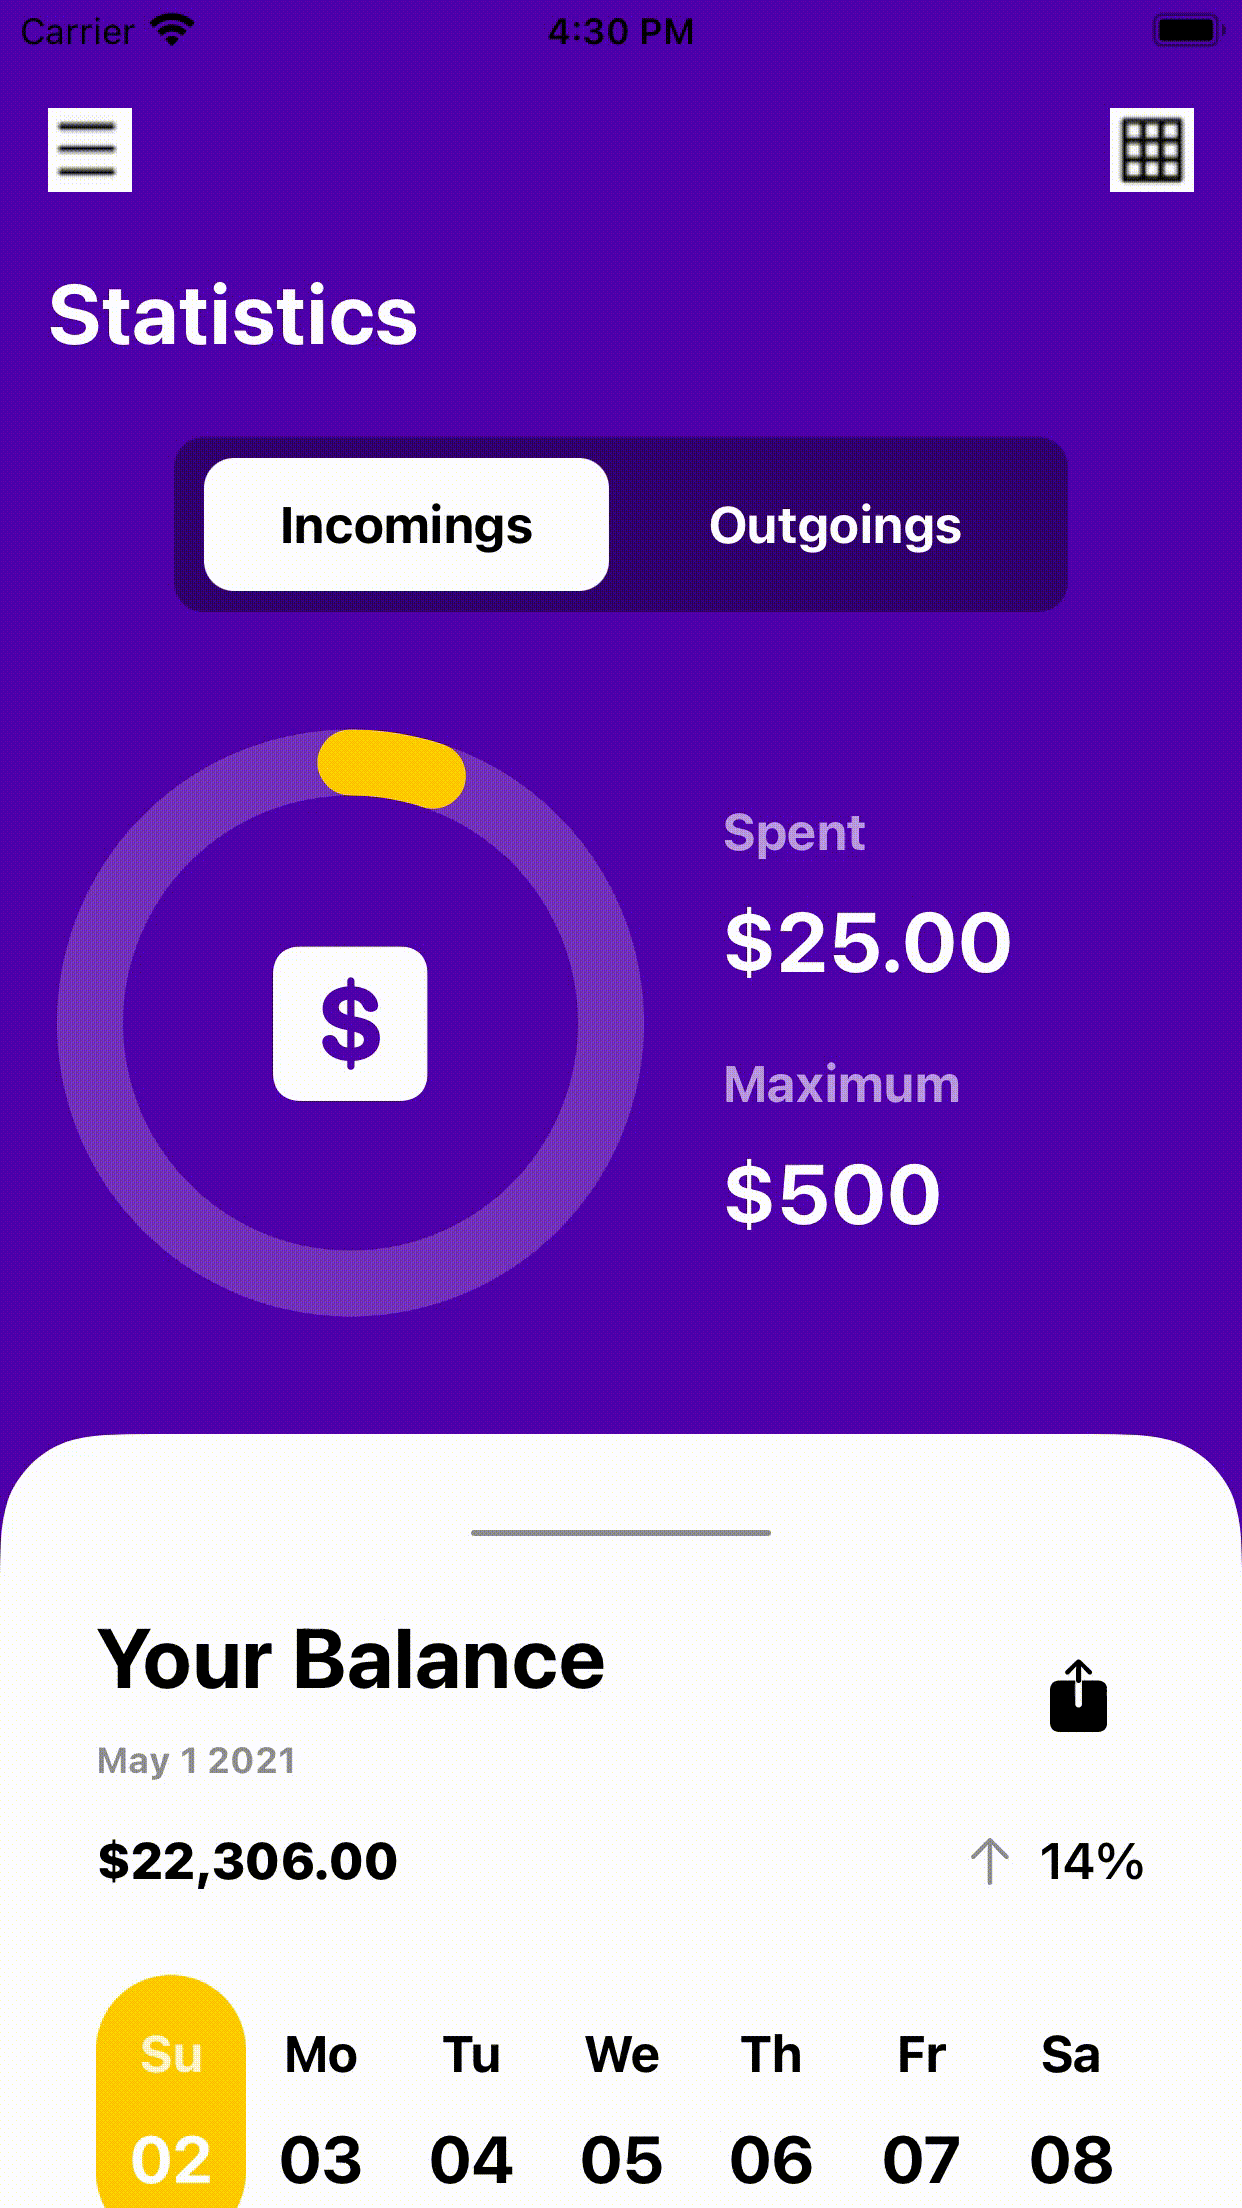 Carrier 4:30 PM
Statistics
Incomings Outgoings
Spent
$25.00
$
Maximum
$500
Your Balance
May 1 2021
$22,306.00 14%
Su Mo Tu We Th Fr Sa
02 03 04 05 06 07 08